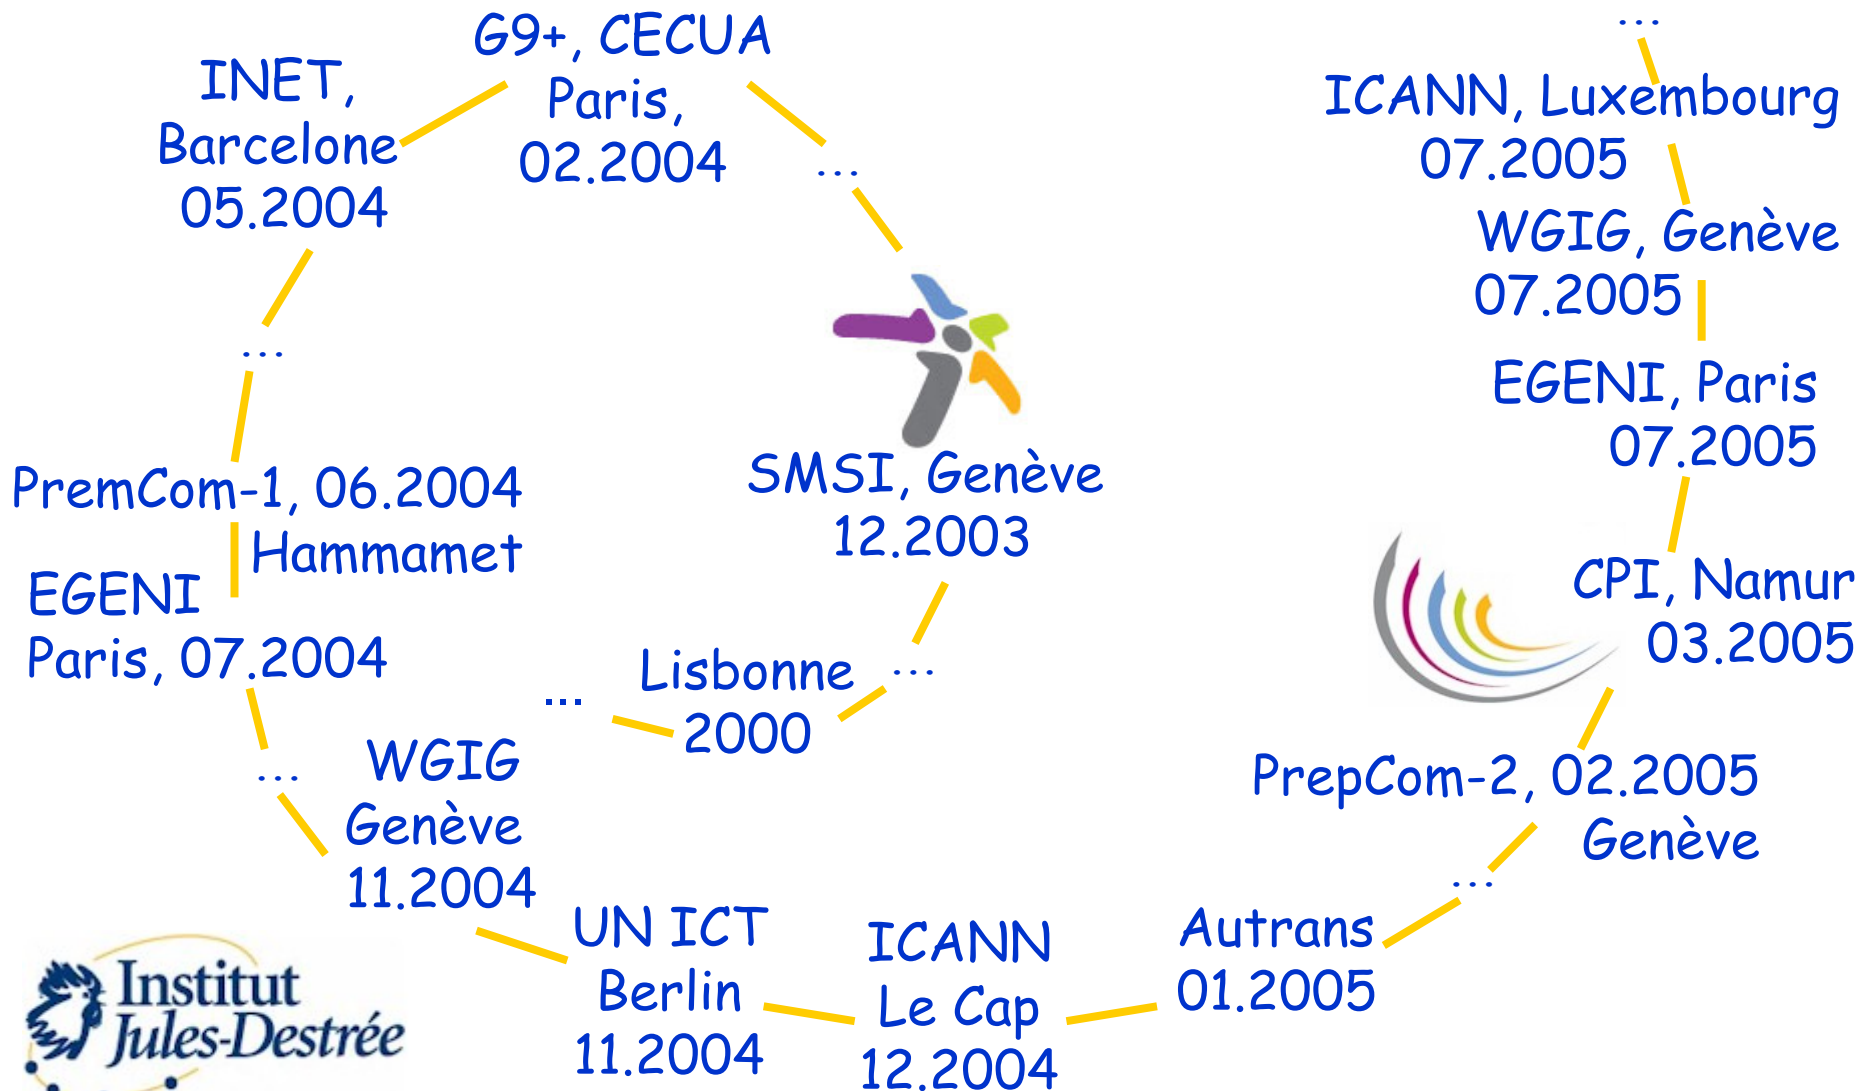 G9+, CECUA
Paris,
02.2004
INET,
Barcelone
05.2004
...
...
PremCom-1, 06.2004
Hammamet
EGENI
Paris, 07.2004
...
WGIG
Genève
11.2004
UN ICT
Berlin
11.2004
ICANN
Le Cap
12.2004
Autrans
01.2005
...
PrepCom-2, 02.2005
Genève
CPI, Namur
03.2005
EGENI, Paris
07.2005
WGIG, Genève
07.2005
ICANN, Luxembourg
07.2005
...
SMSI, Genève
12.2003
...
Lisbonne
2000
...
Institut
Jules-Destrée